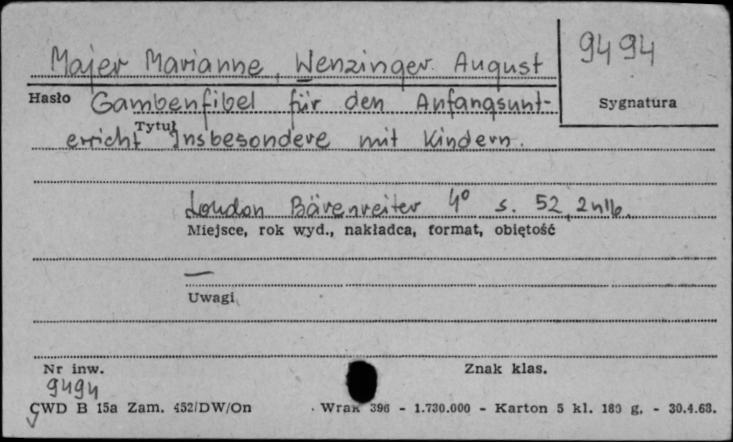 Majer Marianne, Wenzinger August
9494
Hasło Gambenfibel für den Anfangsunt-
Sygnatura
erricht Tytuł Insbesondere mit Kindern.
London Bärenreiter 4° s. 52, 2nlb.
Miejsce, rok wyd., nakładca, format, objętość
—
Uwagi
Nr inw.
Znak klas.
9494
CWD B 15a Zam. 452/DW/On
Wrak 396 - 1.730.000 - Karton 5 kl. 180 g. - 30.4.63.